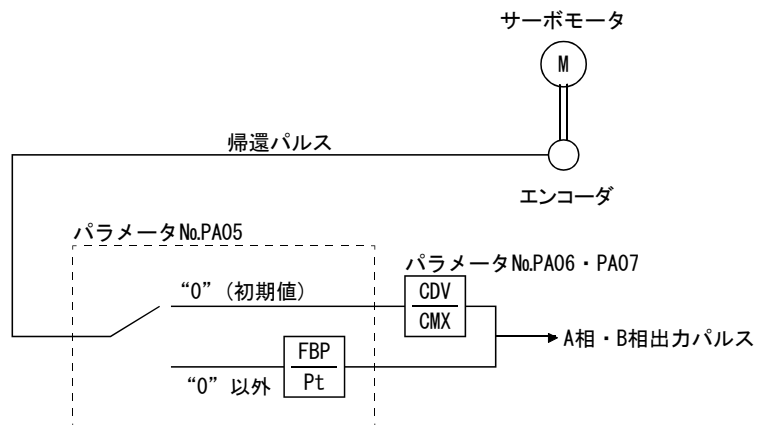 サーボモータ
M
帰還パルス
エンコーダ
パラメータNo.PA05
パラメータNo.PA06・PA07
“0”(初期値)
CDV
CMX
A相・B相出力パルス
FBP
Pt
“0”以外